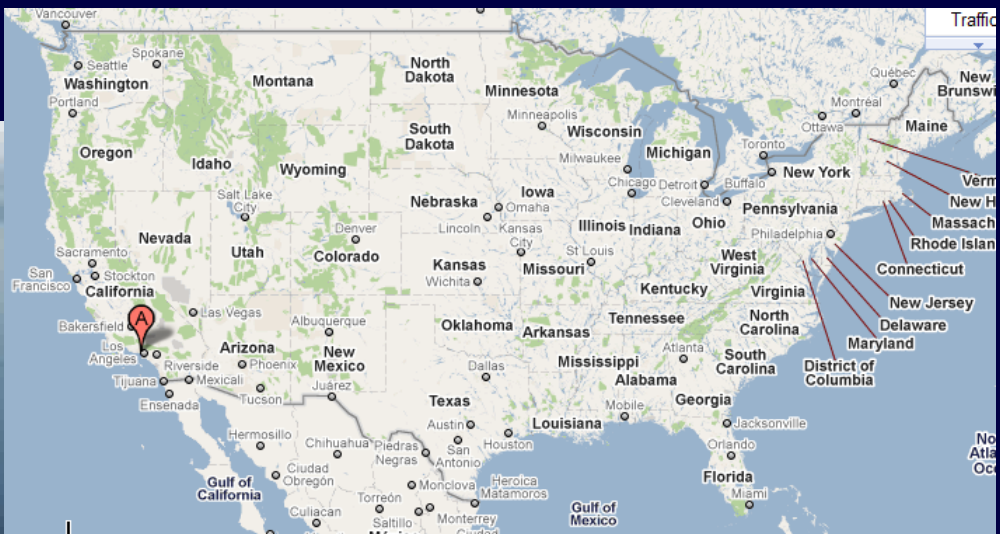 Vancouver
Traffic
Seattle
Spokane
Washington
Montana
North
Dakota
Minnesota
Québec
New
Brunswi
Portland
Minneapolis
Montréal
Ottawa
Maine
Oregon
Idaho
Wyoming
South
Dakota
Wisconsin
Milwaukee
Michigan
Toronto
Chicago
Detroit
Buffalo
New York
Verm
Salt Lake
City
Nebraska
Iowa
Omaha
Cleveland
Pennsylvania
New H
Massach
Lincoln
Kansas
City
Illinois
Indiana
Ohio
Philadelphia
Rhode Islan
Nevada
Utah
Denver
Colorado
Sacramento
Stockton
San
Francisco
California
Kansas
Wichita
Missouri
St Louis
West
Virginia
Connecticut
Kentucky
Virginia
New Jersey
Bakersfield
A
Las Vegas
Albuquerque
Oklahoma
Arkansas
Tennessee
North
Carolina
Delaware
Maryland
Los
Angeles
Riverside
Arizona
Phoenix
New
Mexico
Dallas
Mississippi
Atlanta
South
Carolina
District of
Columbia
Tijuana
Mexicali
Tucson
Juárez
Alabama
Ensenada
Texas
Georgia
Austin
Louisiana
Mobile
Jacksonville
Hermosillo
Chihuahua
Piedras
Negras
San
Antonio
Houston
Orlando
No
Atla
Oc
Gulf of
California
Ciudad
Obregón
Monclova
Heroica
Matamoros
Florida
Miami
Torreón
Gulf of
Mexico
Culiacan
Saltillo
Monterrey